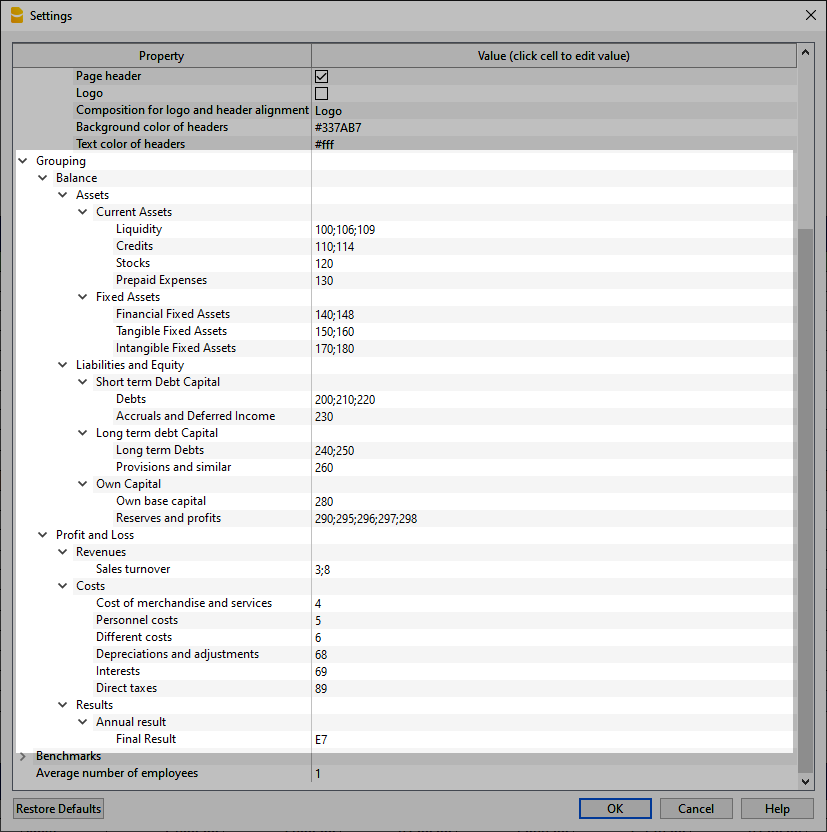 Settings
Property Value (click cell to edit value)
Page header
Logo
Composition for logo and header alignment Logo
Background color of headers #337AB7
Text color of headers #fff
Grouping
Balance
Assets
Current Assets
Liquidity 100;106;109
Credits 110;114
Stocks 120
Prepaid Expenses 130
Fixed Assets
Financial Fixed Assets 140;148
Tangible Fixed Assets 150;160
Intangible Fixed Assets 170;180
Liabilities and Equity
Short term Debt Capital
Debts 200;210;220
Accruals and Deferred Income 230
Long term debt Capital
Long term Debts 240;250
Provisions and similar 260
Own Capital
Own base capital 280
Reserves and profits 290;295;296;297;298
Profit and Loss
Revenues
Sales turnover 3;8
Costs
Cost of merchandise and services 4
Personnel costs 5
Different costs 6
Depreciations and adjustments 68
Interests 69
Direct taxes 89
Results
Annual result
Final Result E7
Benchmarks
Average number of employees 1
Restore Defaults OK Cancel Help